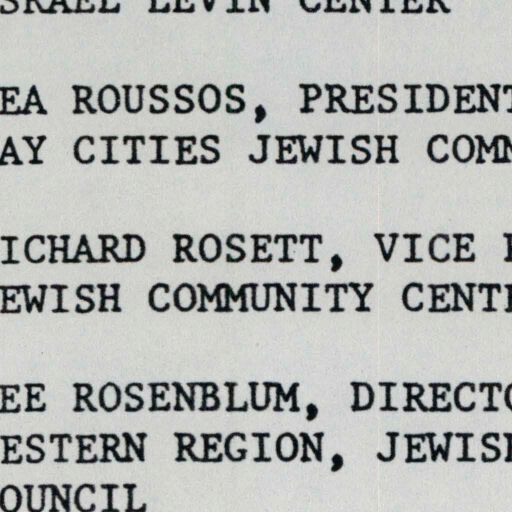 SRAEL LEVIN CENTER
EA ROUSSOS, PRESIDENT
AY CITIES JEWISH COMM
ICHARD ROSETT, VICE P
EWISH COMMUNITY CENTE
EE ROSENBLUM, DIRECTO
ESTERN REGION, JEWISH
OUNCIL